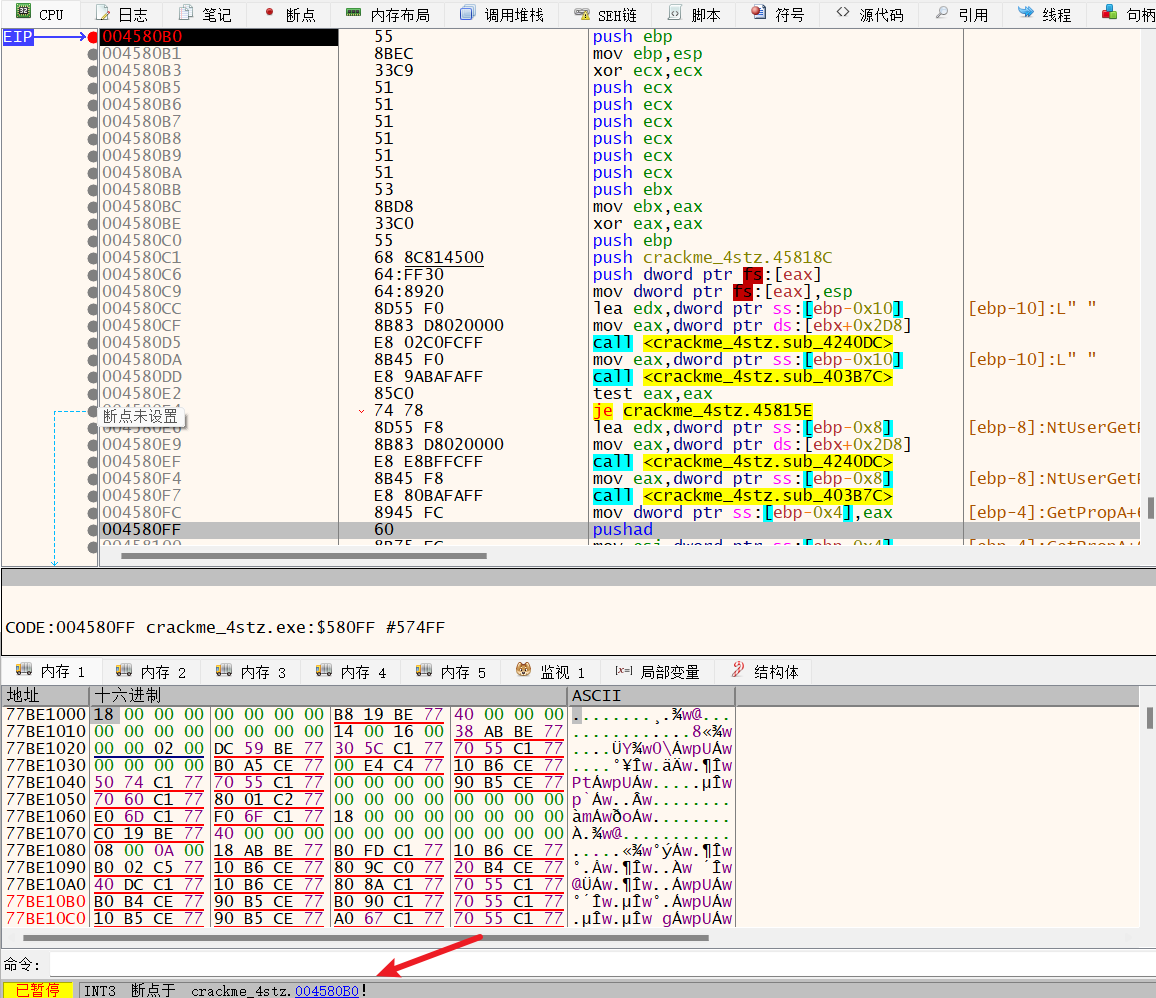 CPU 日志 笔记 断点 内存布局 调用堆栈 SEH链 脚本 符号 源代码 引用 线程 句柄
EIP 004580B0 55 push ebp
004580B1 8BEC mov ebp,esp
004580B3 33C9 xor ecx,ecx
004580B5 51 push ecx
004580B6 51 push ecx
004580B7 51 push ecx
004580B8 51 push ecx
004580B9 51 push ecx
004580BA 51 push ecx
004580BB 53 push ebx
004580BC 8BD8 mov ebx,eax
004580BE 33C0 xor eax,eax
004580C0 55 push ebp
004580C1 68 8C814500 push crackme_4stz.45818C
004580C6 64:FF30 push dword ptr fs:[eax]
004580C9 64:8920 mov dword ptr fs:[eax],esp
004580CC 8D55 F0 lea edx,dword ptr ss:[ebp-0x10] [ebp-10]:L" "
004580CF 8B83 D8020000 mov eax,dword ptr ds:[ebx+0x2D8]
004580D5 E8 02C0FCFF call <crackme_4stz.sub_4240DC>
004580DA 8B45 F0 mov eax,dword ptr ss:[ebp-0x10] [ebp-10]:L" "
004580DD E8 9ABAFAFF call <crackme_4stz.sub_403B7C>
004580E2 85C0 test eax,eax
断点未设置 74 78 je crackme_4stz.45815E
8D55 F8 lea edx,dword ptr ss:[ebp-0x8] [ebp-8]:NtUserGetF
004580E9 8B83 D8020000 mov eax,dword ptr ds:[ebx+0x2D8]
004580EF E8 E8BFFCFF call <crackme_4stz.sub_4240DC>
004580F4 8B45 F8 mov eax,dword ptr ss:[ebp-0x8] [ebp-8]:NtUserGetF
004580F7 E8 80BAFAFF call <crackme_4stz.sub_403B7C>
004580FC 8945 FC mov dword ptr ss:[ebp-0x4],eax [ebp-4]:GetPropA+
004580FF 60 pushad
CODE:004580FF crackme_4stz.exe:$580FF #574FF
内存 1 内存 2 内存 3 内存 4 内存 5 监视 1 局部变量 结构体
地址 十六进制 ASCII
77BE1000 18 00 00 00 00 00 00 00 B8 19 BE 77 40 00 00 00 ........¸.¾w@...
77BE1010 00 00 00 00 00 00 00 00 14 00 16 00 38 AB BE 77 ............8«¾w
77BE1020 00 00 02 00 DC 59 BE 77 30 5C C1 77 70 55 C1 77 ....ÜY¾w0\ÁwpUÁw
77BE1030 00 00 00 00 B0 A5 CE 77 00 E4 C4 77 10 B6 CE 77 ....°¥Îw.äÄw.¶Îw
77BE1040 50 74 C1 77 70 55 C1 77 00 00 00 00 90 B5 CE 77 PtÁwpUÁw.....µÎw
77BE1050 70 60 C1 77 80 01 C2 77 00 00 00 00 00 00 00 00 p`Áw..Âw........
77BE1060 E0 6D C1 77 F0 6F C1 77 18 00 00 00 00 00 00 00 àmÁwðoÁw........
77BE1070 C0 19 BE 77 40 00 00 00 00 00 00 00 00 00 00 00 À.¾w@...........
77BE1080 08 00 0A 00 18 AB BE 77 B0 FD C1 77 10 B6 CE 77 .....«¾w°ýÁw.¶Îw
77BE1090 B0 02 C5 77 10 B6 CE 77 80 9C C0 77 20 B4 CE 77 °.Åw.¶Îw..Àw ´Îw
77BE10A0 40 DC C1 77 10 B6 CE 77 80 8A C1 77 70 55 C1 77 @ÜÁw.¶Îw..ÁwpUÁw
77BE10B0 B0 B4 CE 77 90 B5 CE 77 B0 90 C1 77 70 55 C1 77 °´Îw.µÎw°.ÁwpUÁw
77BE10C0 10 B5 CE 77 90 B5 CE 77 A0 67 C1 77 70 55 C1 77 .µÎw.µÎw gÁwpUÁw
命令:
已暂停 INT3 断点于 crackme_4stz.004580B0!